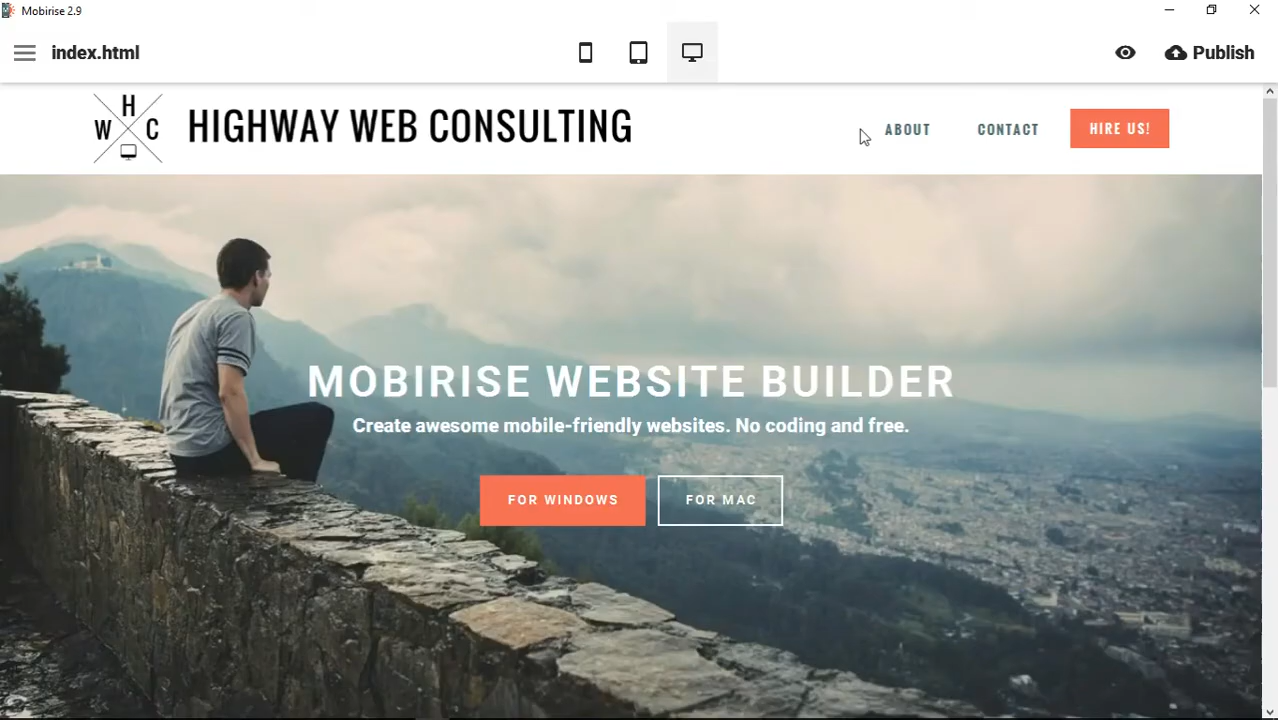 Mobirise 2.9
index.html
Publish
H
W C
HIGHWAY WEB CONSULTING
ABOUT
CONTACT
HIRE US!
MOBIRISE WEBSITE BUILDER
Create awesome mobile-friendly websites. No coding and free.
FOR WINDOWS
FOR MAC